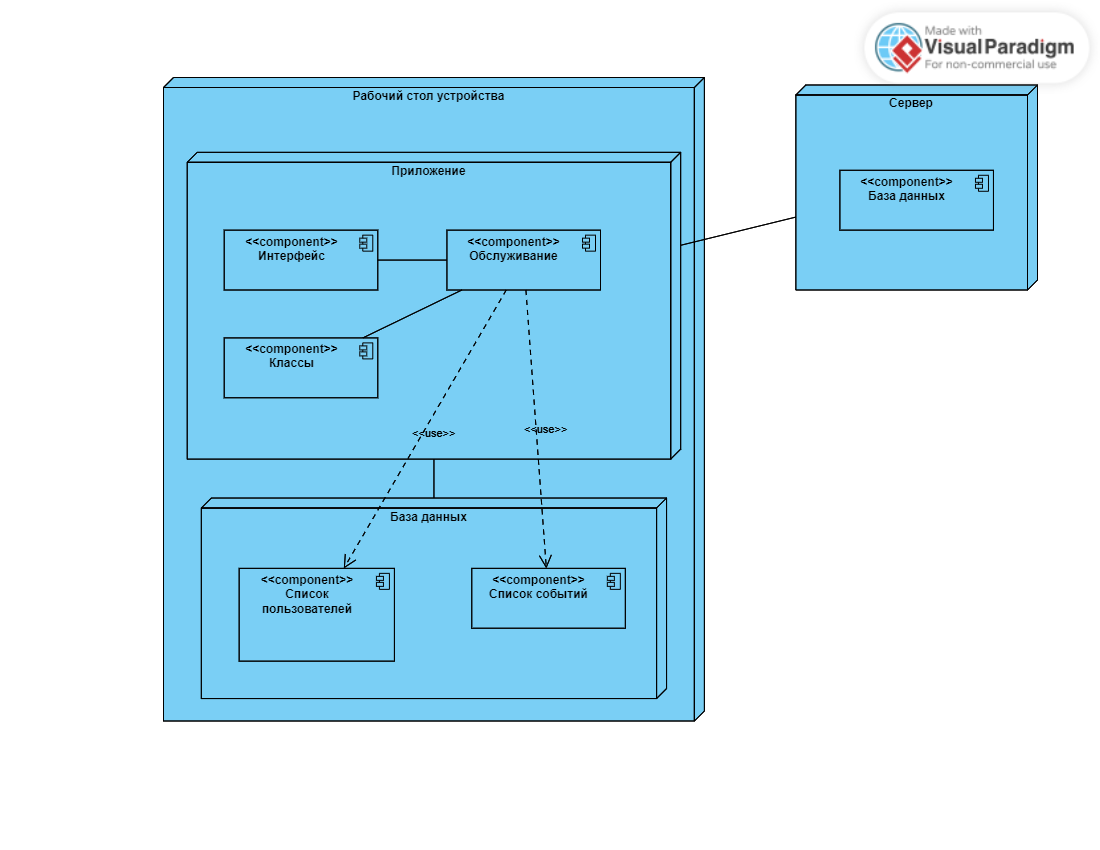 Made with
Visual Paradigm
For non-commercial use
Рабочий стол устройства
Сервер
Приложение
<<component>>
База данных
<<component>>
Интерфейс
<<component>>
Обслуживание
<<component>>
Классы
<<use>>
<<use>>
База данных
<<component>>
Список
пользователей
<<component>>
Список событий